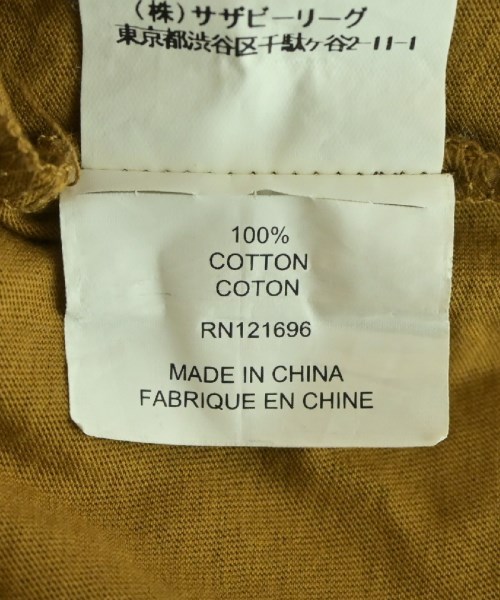 （株）サザビーリーグ
東京都渋谷区千駄ケ谷2-11-1
100%
COTTON
COTON
RN121696
MADE IN CHINA
FABRIQUE EN CHINE